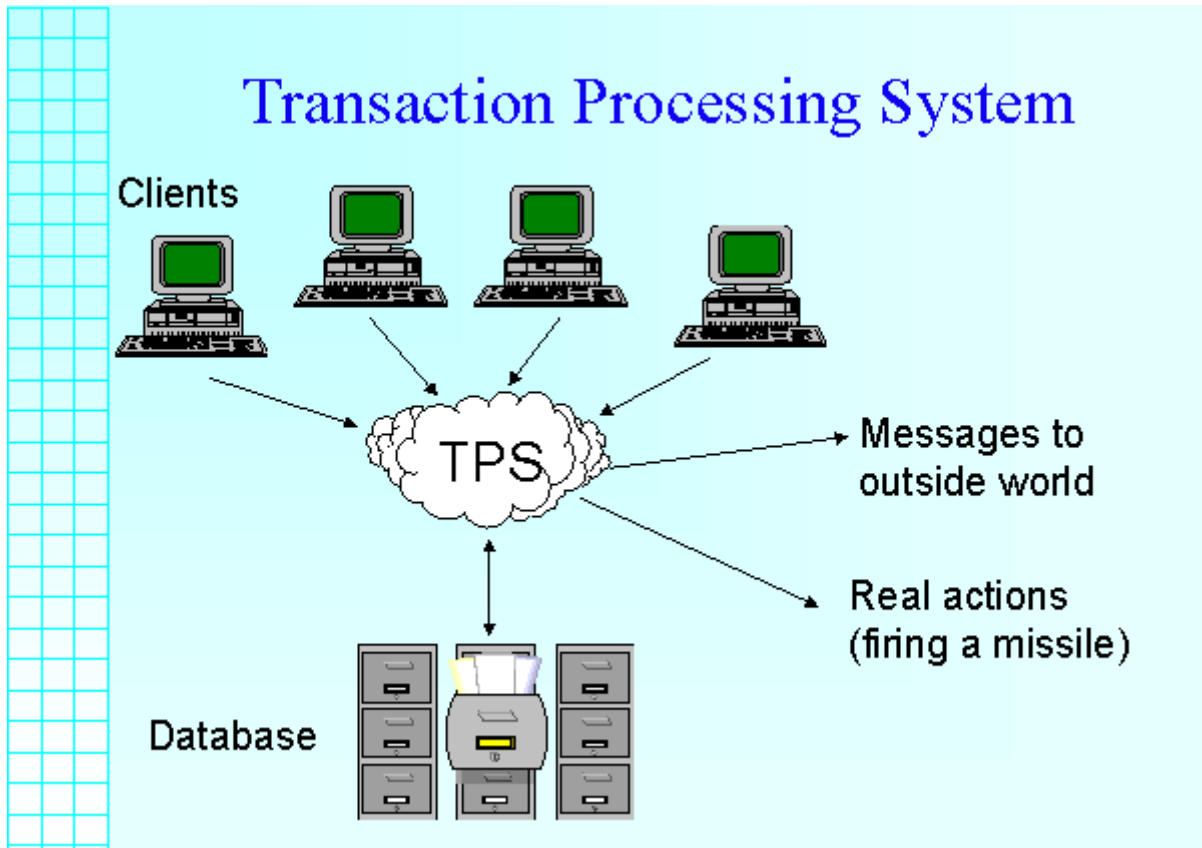 Transaction Processing System
Clients
TPS
Messages to
outside world
Real actions
(firing a missile)
Database